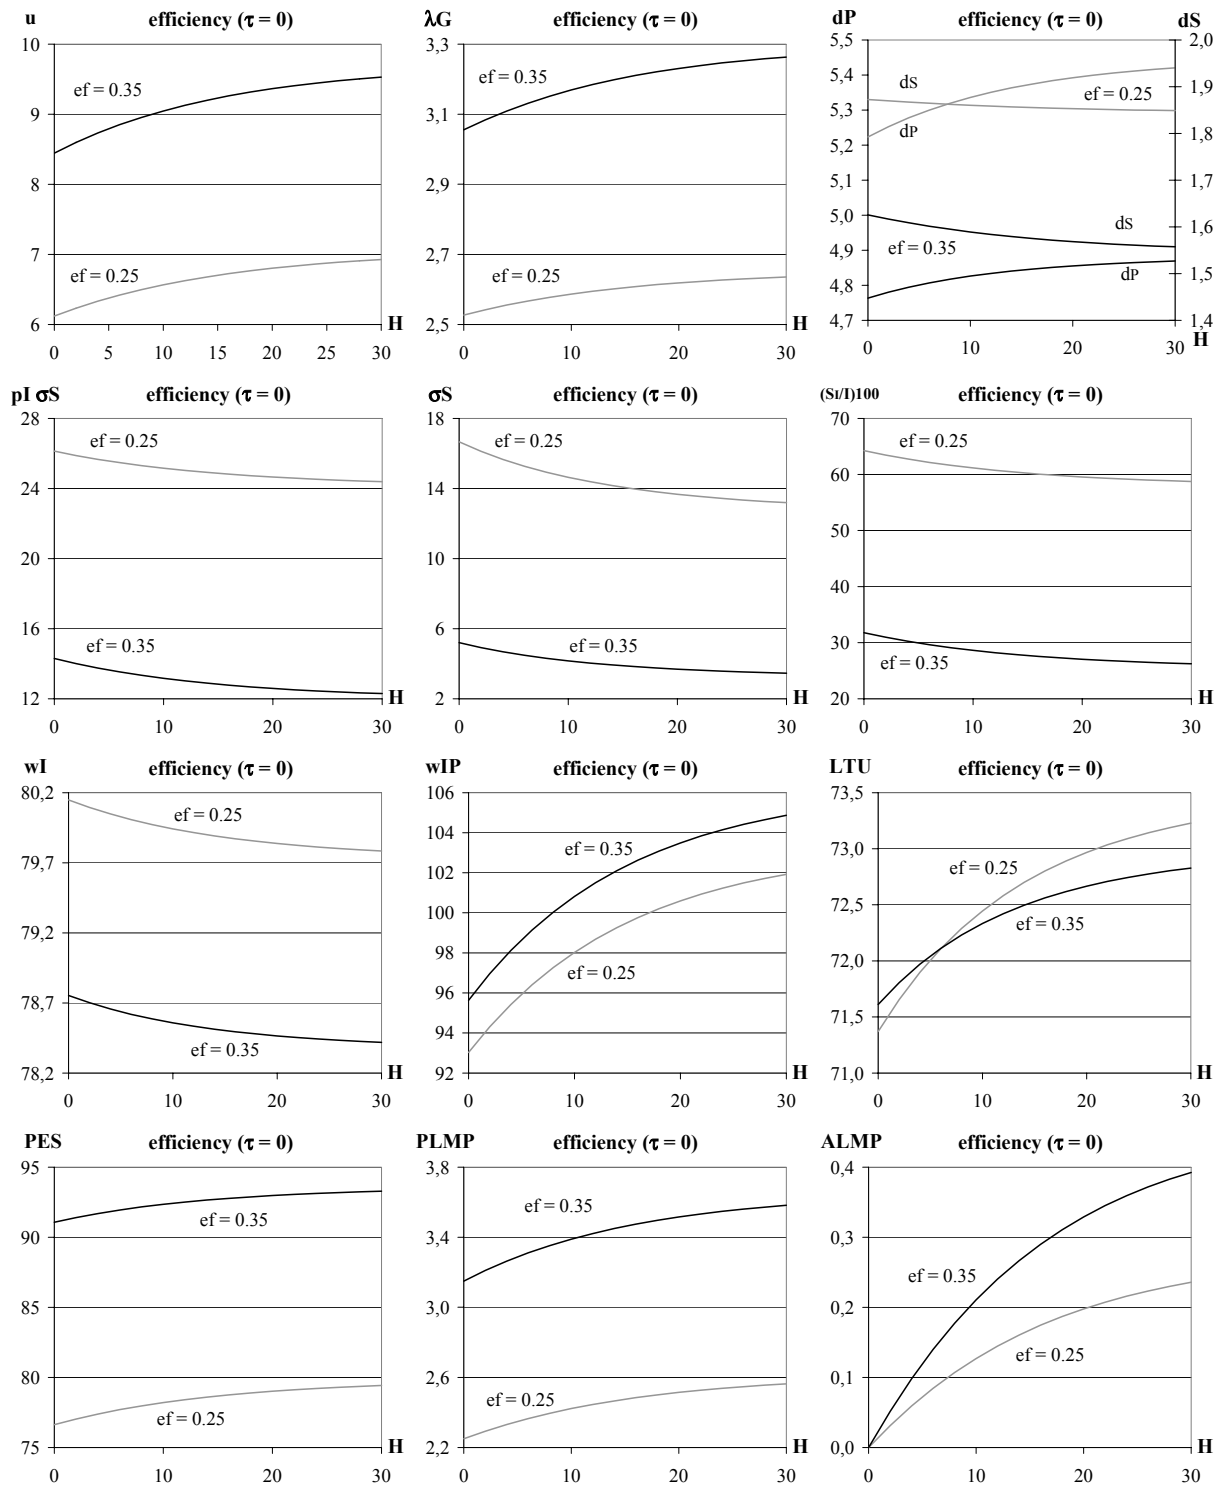 u efficiency (τ = 0) λG efficiency (τ = 0) dP efficiency (τ = 0) dS
10 3,3 5,5 2,0
ef = 0.35 ef = 0.35 5,4 dS ef = 0.25 1,9
9 3,1 5,3
5,2 dP 1,8
8 2,9 5,1 1,7
5,0 dS 1,6
7 2,7 4,9 ef = 0.35
ef = 0.25 ef = 0.25 4,8 dP 1,5
6 H 2,5 H 4,7 1,4
0 5 10 15 20 25 30 0 10 20 30 0 10 20 30 H
pI σS efficiency (τ = 0) σS efficiency (τ = 0) (SI/I)100 efficiency (τ = 0)
28 18 70
ef = 0.25 ef = 0.25 ef = 0.25
24 14 60
50
20 10
40
16 6 30
ef = 0.35 ef = 0.35 ef = 0.35
12 H 2 H 20 H
0 10 20 30 0 10 20 30 0 10 20 30
wI efficiency (τ = 0) wIP efficiency (τ = 0) LTU efficiency (τ = 0)
80,2 106 73,5
ef = 0.25 104 ef = 0.35
79,7 102 73,0 ef = 0.25
100 72,5
79,2 98 ef = 0.35
ef = 0.25 72,0
78,7 96
ef = 0.35 94 71,5
78,2 H 92 H 71,0 H
0 10 20 30 0 10 20 30 0 10 20 30
PES efficiency (τ = 0) PLMP efficiency (τ = 0) ALMP efficiency (τ = 0)
95 3,8 0,4
ef = 0.35 ef = 0.35
90 3,4 0,3
ef = 0.35
85 3,0 0,2
ef = 0.25
80 2,6 0,1
ef = 0.25 ef = 0.25
75 H 2,2 H 0,0 H
0 10 20 30 0 10 20 30 0 10 20 30